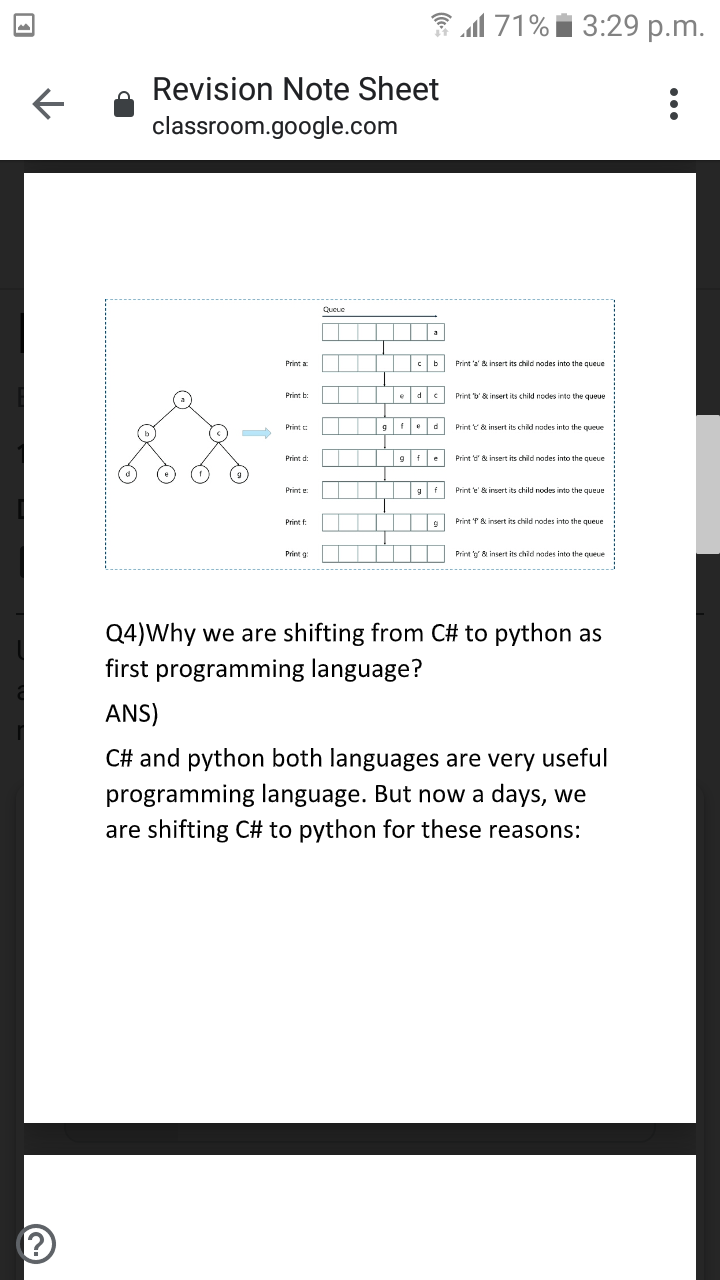 71% 3:29 p.m.
Revision Note Sheet
classroom.google.com
Queue
a
Print a: c b Print 'a' & insert its child nodes into the queue
Print b: e d c Print 'b' & insert its child nodes into the queue
Print c: g f e d Print 'c' & insert its child nodes into the queue
Print d: g f e Print 'd' & insert its child nodes into the queue
Print e: g f Print 'e' & insert its child nodes into the queue
Print f: g Print 'f' & insert its child nodes into the queue
Print g: Print 'g' & insert its child nodes into the queue
a
b c
d e f g
Q4)Why we are shifting from C# to python as
first programming language?
ANS)
C# and python both languages are very useful
programming language. But now a days, we
are shifting C# to python for these reasons:
?